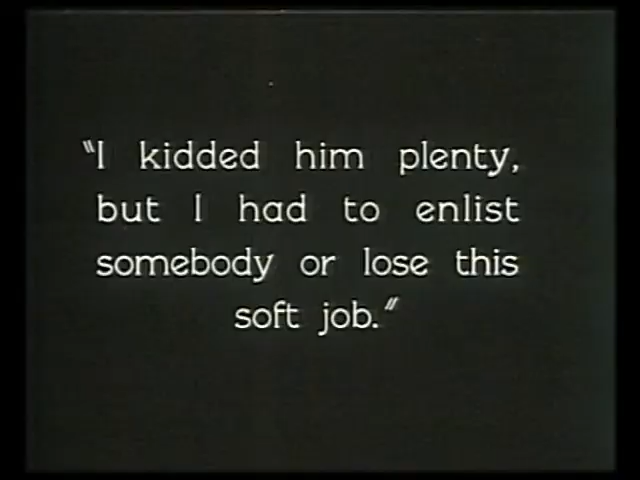 "I kidded him plenty,
but I had to enlist
somebody or lose this
soft job."